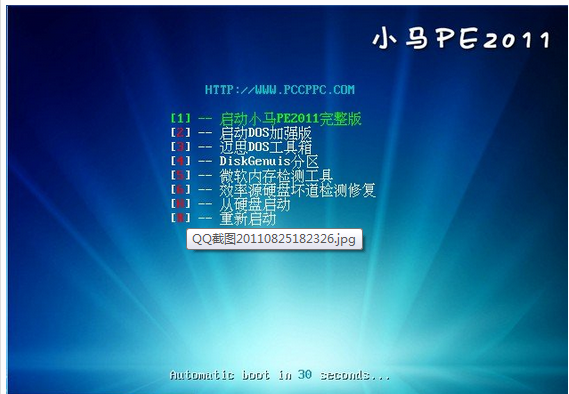 小马PE2011
HTTP://WWW.PCCPPC.COM
[1] -- 启动小马PE2011完整版
[2] -- 启动DOS加强版
[3] -- 迈思DOS工具箱
[4] -- DiskGenuis分区
[5] -- 微软内存检测工具
[6] -- 效率源硬盘坏道检测修复
-- 从硬盘启动
-- 重新启动
QQ截图20110825182326.jpg
Automatic boot in 30 seconds...